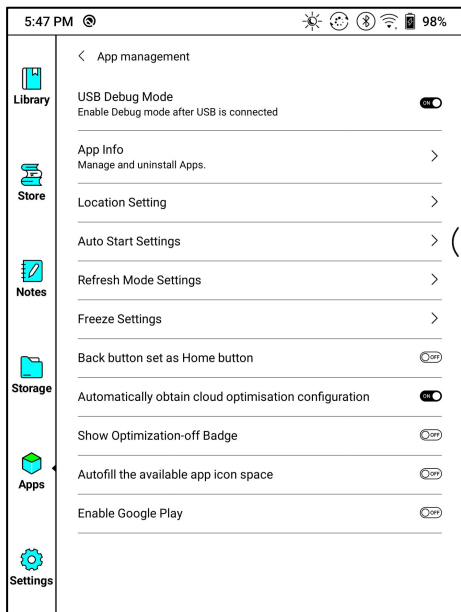 5:47 PM 98%
App management
Library
USB Debug Mode
ON
Enable Debug mode after USB is connected
App Info
Manage and uninstall Apps.
Store
Location Setting
Auto Start Settings
Notes
Refresh Mode Settings
Freeze Settings
Back button set as Home button
OFF
Storage
Automatically obtain cloud optimisation configuration
ON
Show Optimization-off Badge
OFF
Apps
Autofill the available app icon space
OFF
Enable Google Play
OFF
Settings